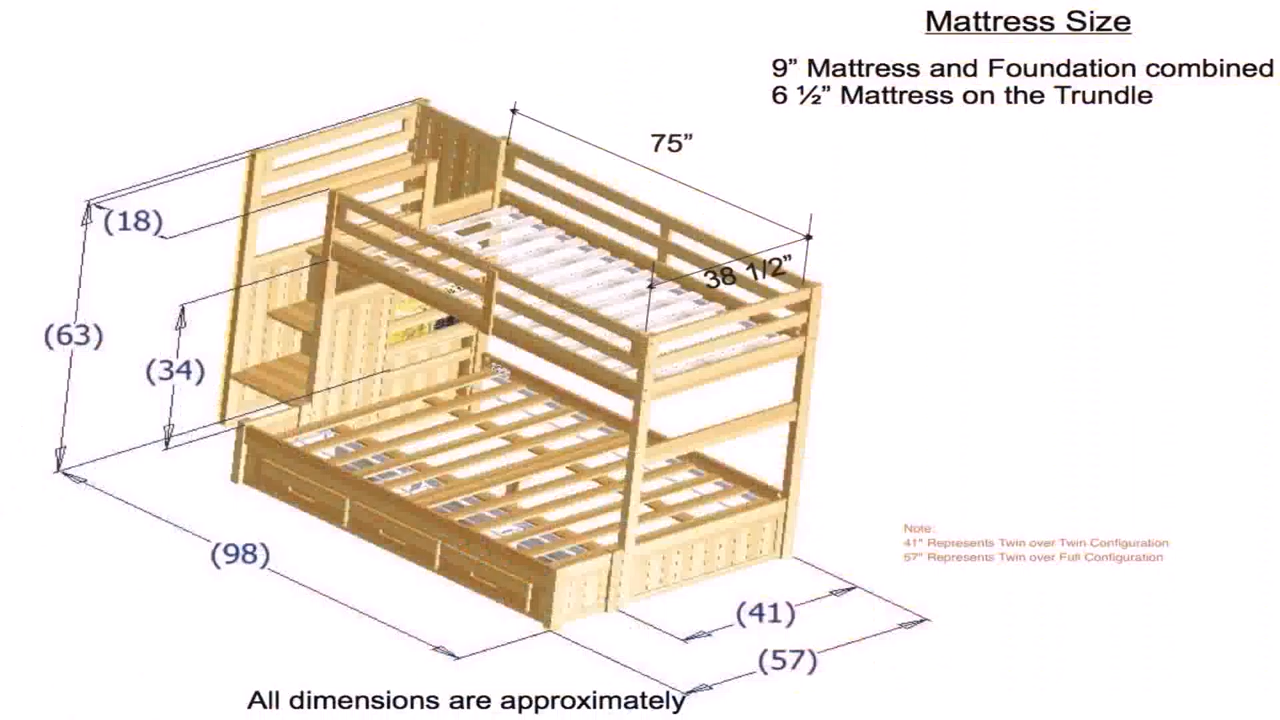 Mattress Size
9” Mattress and Foundation combined
6 ½” Mattress on the Trundle
75”
(18)
38 1/2”
(63)
(34)
Note:
41" Represents Twin over Twin Configuration
57" Represents Twin over Full Configuration
(98)
(41)
(57)
All dimensions are approximately